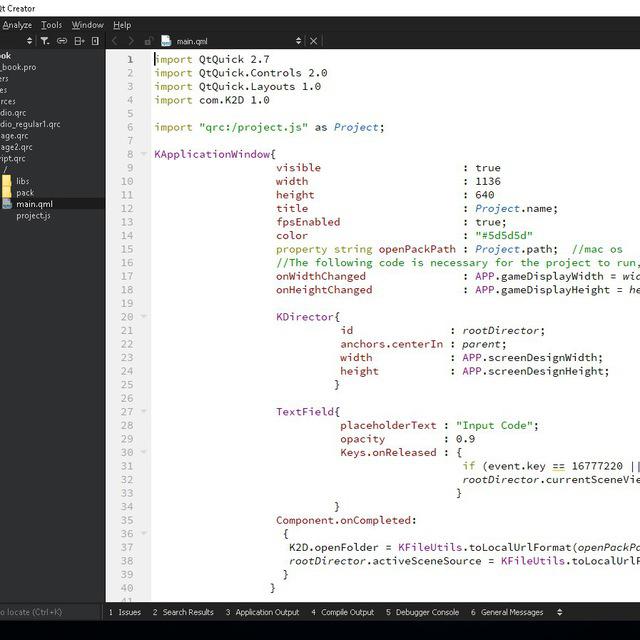 Qt Creator
Analyze Tools Window Help
main.qml
ook
_book.pro
ers
es
rces
dio.qrc
dio_regular1.qrc
age.qrc
age2.qrc
ript.qrc
/
libs
pack
main.qml
project.js
1 import QtQuick 2.7
2 import QtQuick.Controls 2.0
3 import QtQuick.Layouts 1.0
4 import com.K2D 1.0
5
6 import "qrc:/project.js" as Project;
7
8 KApplicationWindow{
9 visible : true
10 width : 1136
11 height : 640
12 title : Project.name;
13 fpsEnabled : true;
14 color : "#5d5d5d"
15 property string openPackPath : Project.path; //mac os
16 //The following code is necessary for the project to run,
17 onWidthChanged : APP.gameDisplayWidth = wid
18 onHeightChanged : APP.gameDisplayHeight = he
19
20 KDirector{
21 id : rootDirector;
22 anchors.centerIn : parent;
23 width : APP.screenDesignWidth;
24 height : APP.screenDesignHeight;
25 }
26
27 TextField{
28 placeholderText : "Input Code";
29 opacity : 0.9
30 Keys.onReleased : {
31 if (event.key == 16777220 ||
32 rootDirector.currentSceneVie
33 }
34 }
35 Component.onCompleted:
36 {
37 K2D.openFolder = KFileUtils.toLocalUrlFormat(openPackPa
38 rootDirector.activeSceneSource = KFileUtils.toLocalUrlF
39 }
40 }
o locate (Ctrl+K) 1 Issues 2 Search Results 3 Application Output 4 Compile Output 5 Debugger Console 6 General Messages